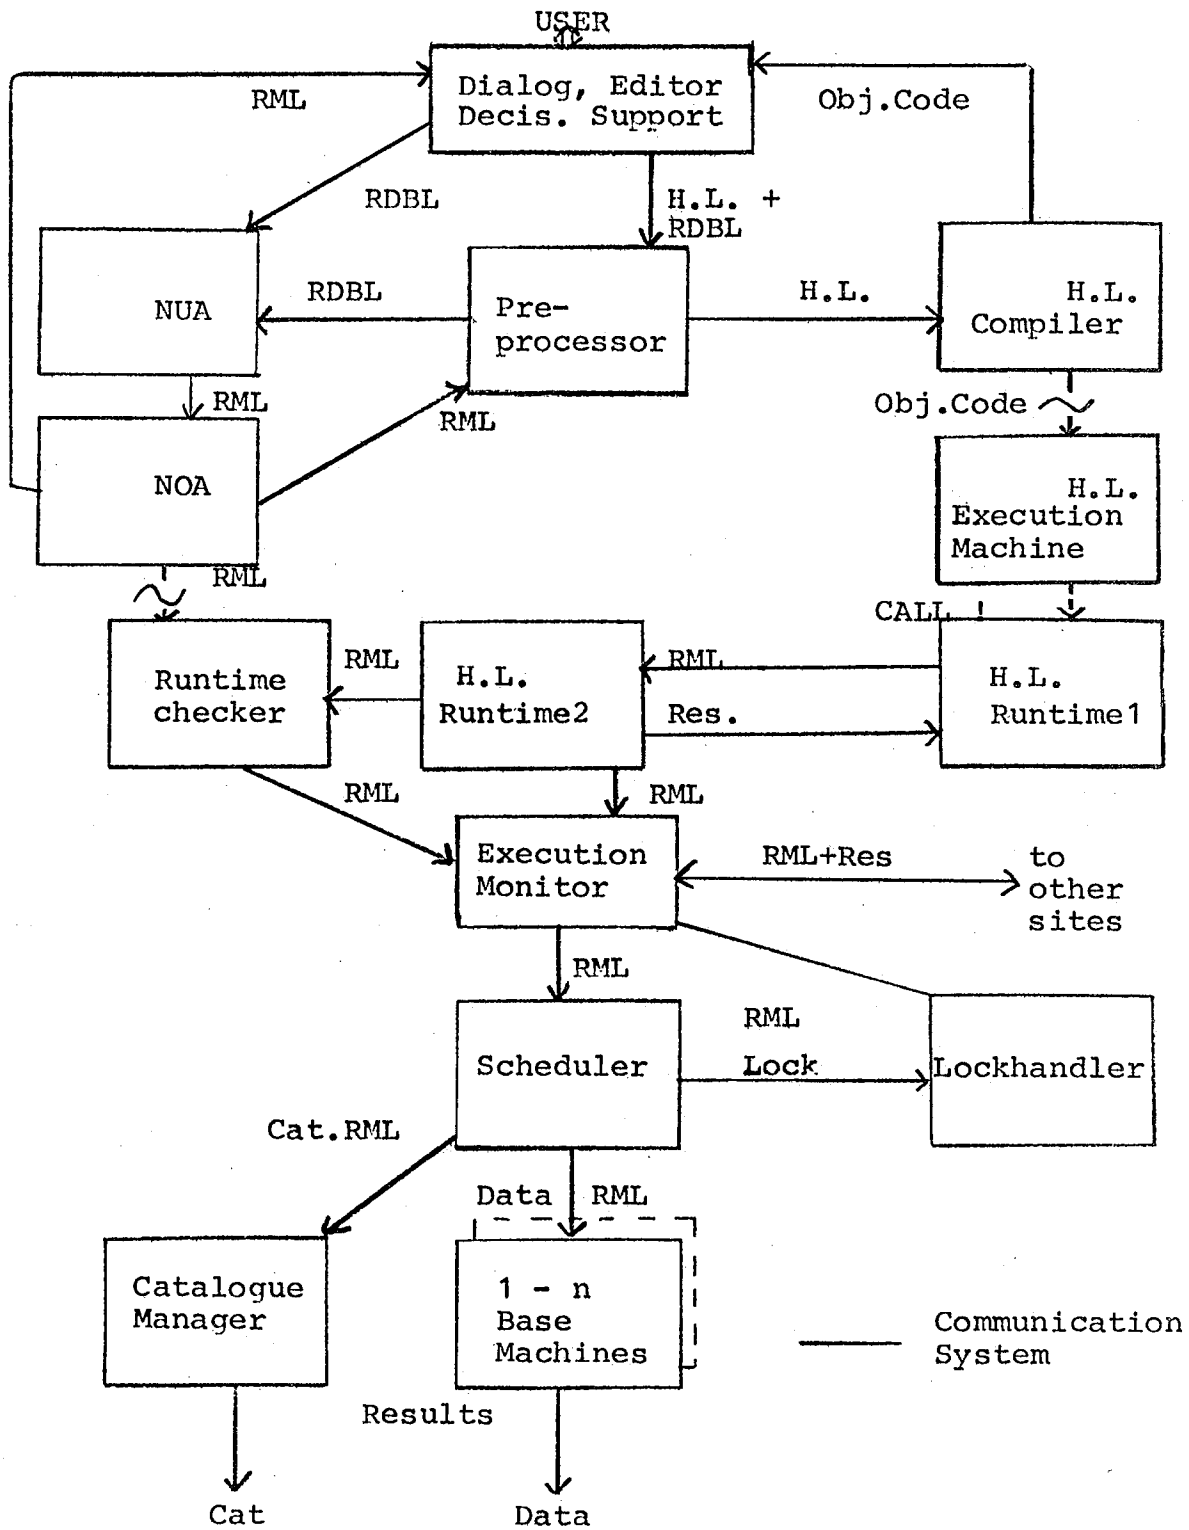 USER
Dialog, Editor
Decis. Support
RML
Obj.Code
RDBL
H.L. +
RDBL
NUA
RDBL
Pre-
processor
H.L.
H.L.
Compiler
RML
RML
Obj.Code
NOA
H.L.
Execution
Machine
RML
CALL !
Runtime
checker
RML
H.L.
Runtime2
RML
Res.
H.L.
Runtime1
RML
RML
Execution
Monitor
RML+Res
to
other
sites
RML
Scheduler
RML
Lock
Lockhandler
Cat.RML
Data RML
Catalogue
Manager
1 - n
Base
Machines
Communication
System
Results
Cat
Data